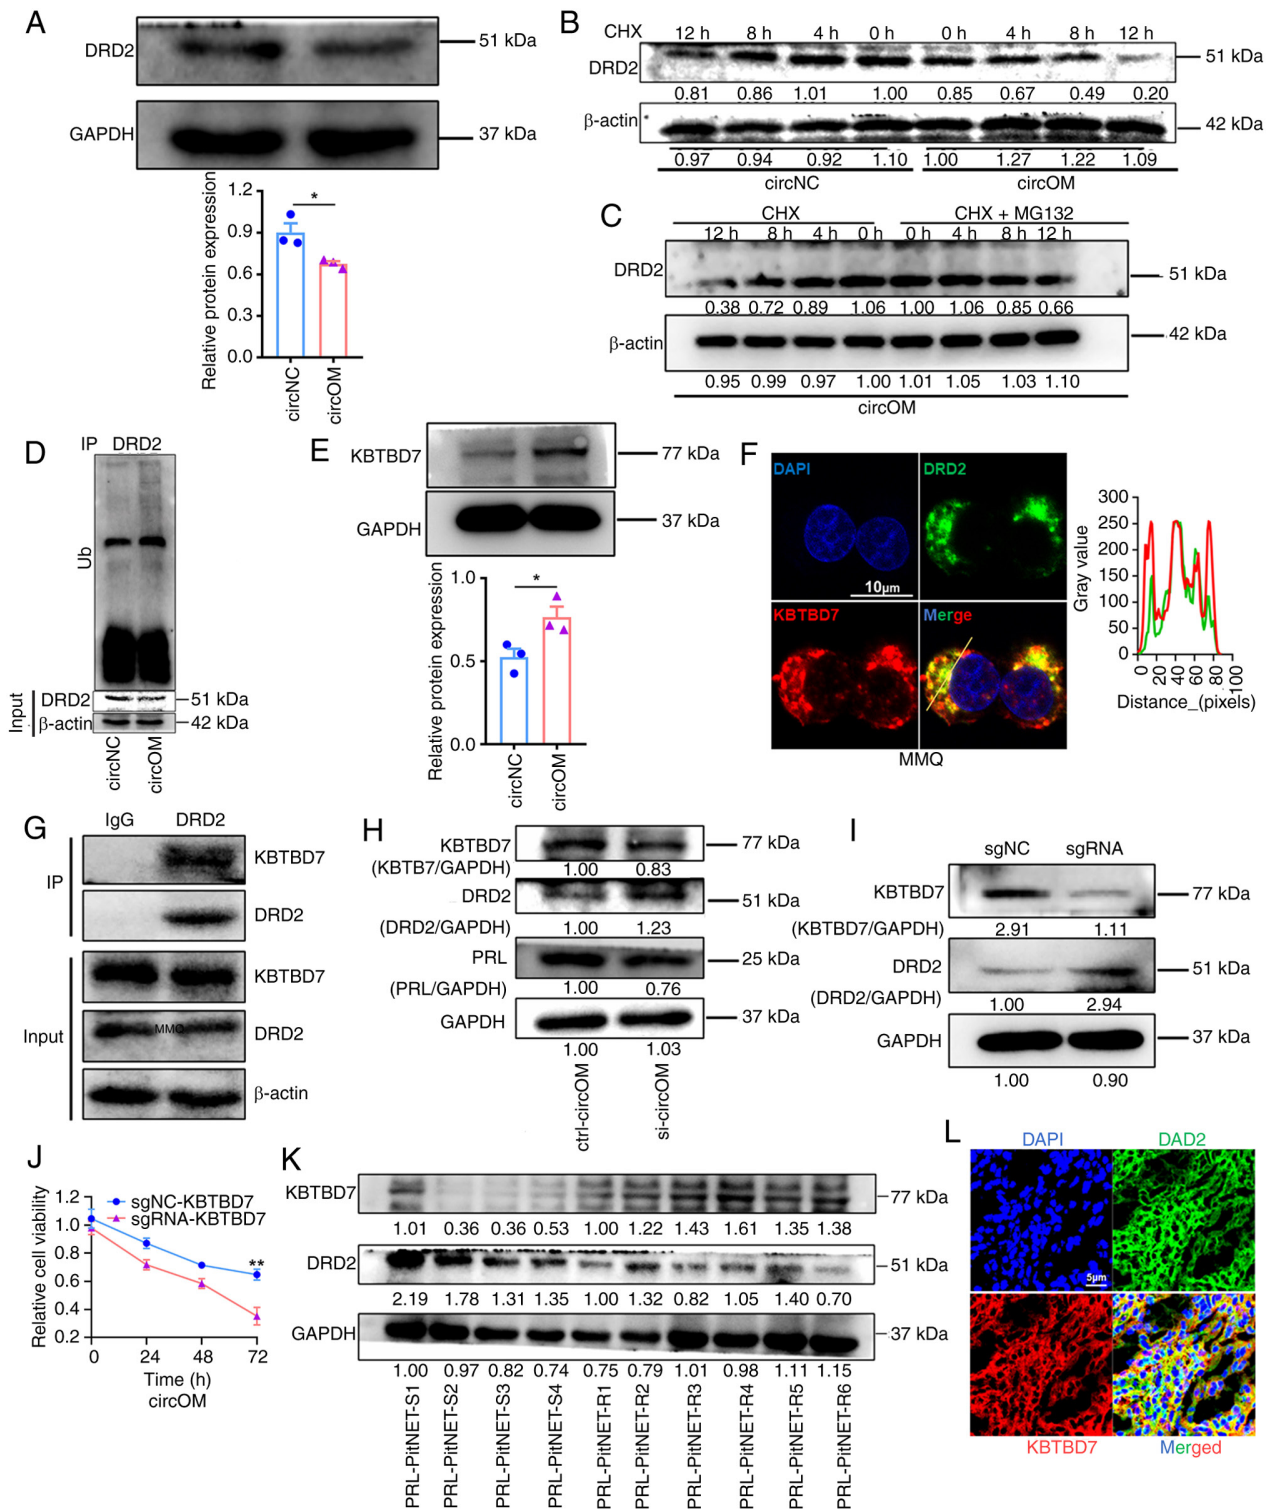 A
DRD2
51 kDa
GAPDH
37 kDa
Relative protein expression
1.2
0.9
0.6
0.3
0.0
*
circNC
circOM
B
CHX 12 h 8 h 4 h 0 h 0 h 4 h 8 h 12 h
DRD2
51 kDa
0.81 0.86 1.01 1.00 0.85 0.67 0.49 0.20
β-actin
42 kDa
0.97 0.94 0.92 1.10 1.00 1.27 1.22 1.09
circNC circOM
C
CHX CHX + MG132
12 h 8 h 4 h 0 h 0 h 4 h 8 h 12 h
DRD2
51 kDa
0.38 0.72 0.89 1.06 1.00 1.06 0.85 0.66
β-actin
42 kDa
0.95 0.99 0.97 1.00 1.01 1.05 1.03 1.10
circOM
D
IP DRD2
Ub
Input
DRD2 51 kDa
β-actin 42 kDa
circNC
circOM
E
KBTBD7 77 kDa
GAPDH 37 kDa
Relative protein expression
1.0
0.5
0.0
*
circNC
circOM
F
DAPI
DRD2
10µm
KBTBD7
Merge
MMQ
Gray value
300
250
200
150
100
50
0
0 20 40 60 80 100
Distance_(pixels)
G
IgG DRD2
IP
KBTBD7
DRD2
Input
KBTBD7
MMQ
DRD2
β-actin
H
KBTBD7 77 kDa
(KBTB7/GAPDH) 1.00 0.83
DRD2 51 kDa
(DRD2/GAPDH) 1.00 1.23
PRL 25 kDa
(PRL/GAPDH) 1.00 0.76
GAPDH 37 kDa
1.00 1.03
ctrl-circOM
si-circOM
I
sgNC sgRNA
KBTBD7 77 kDa
(KBTBD7/GAPDH) 2.91 1.11
DRD2 51 kDa
(DRD2/GAPDH) 1.00 2.94
GAPDH 37 kDa
1.00 0.90
J
Relative cell viability
1.2
1.0
0.8
0.6
0.4
0.2
sgNC-KBTBD7
sgRNA-KBTBD7
**
0 24 48 72
Time (h)
circOM
K
KBTBD7 77 kDa
1.01 0.36 0.36 0.53 1.00 1.22 1.43 1.61 1.35 1.38
DRD2 51 kDa
2.19 1.78 1.31 1.35 1.00 1.32 0.82 1.05 1.40 0.70
GAPDH 37 kDa
1.00 0.97 0.82 0.74 0.75 0.79 1.01 0.98 1.11 1.15
PRL-PitNET-S1
PRL-PitNET-S2
PRL-PitNET-S3
PRL-PitNET-S4
PRL-PitNET-R1
PRL-PitNET-R2
PRL-PitNET-R3
PRL-PitNET-R4
PRL-PitNET-R5
PRL-PitNET-R6
L
DAPI DAD2
5µm
KBTBD7 Merged